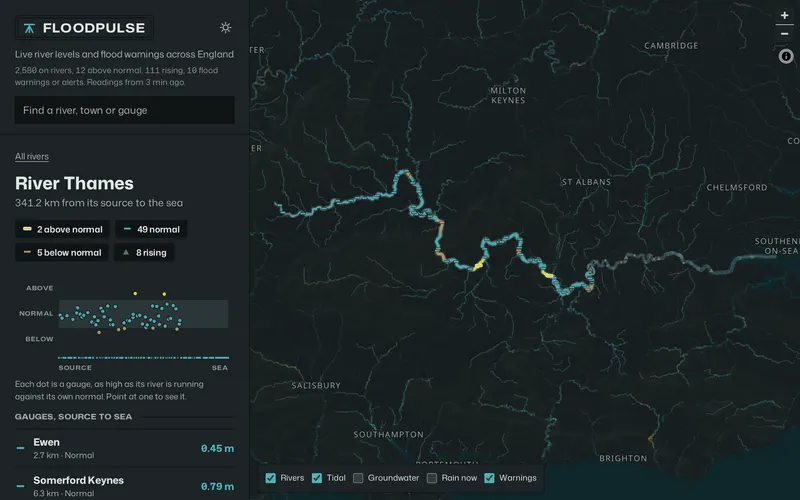 FLOODPULSE
Live river levels and flood warnings across England
2,580 on rivers, 12 above normal, 111 rising, 10 flood
warnings or alerts. Readings from 3 min ago.
Find a river, town or gauge
All rivers
River Thames
341.2 km from its source to the sea
2 above normal
49 normal
5 below normal
8 rising
ABOVE
NORMAL
BELOW
SOURCE
SEA
Each dot is a gauge, as high as its river is running
against its own normal. Point at one to see it.
GAUGES, SOURCE TO SEA
Ewen
0.45 m
2.7 km · Normal
Somerford Keynes
0.79 m
6.3 km · Normal
TER
CAMBRIDGE
MILTON
KEYNES
ER
CO
ST ALBANS
CHELMSFORD
SOUTHEN
ON-SEA
SALISBURY
SOUTHAMPTON
PORTSMOUTH
BRIGHTON
Rivers
Tidal
Groundwater
Rain now
Warnings
+
−